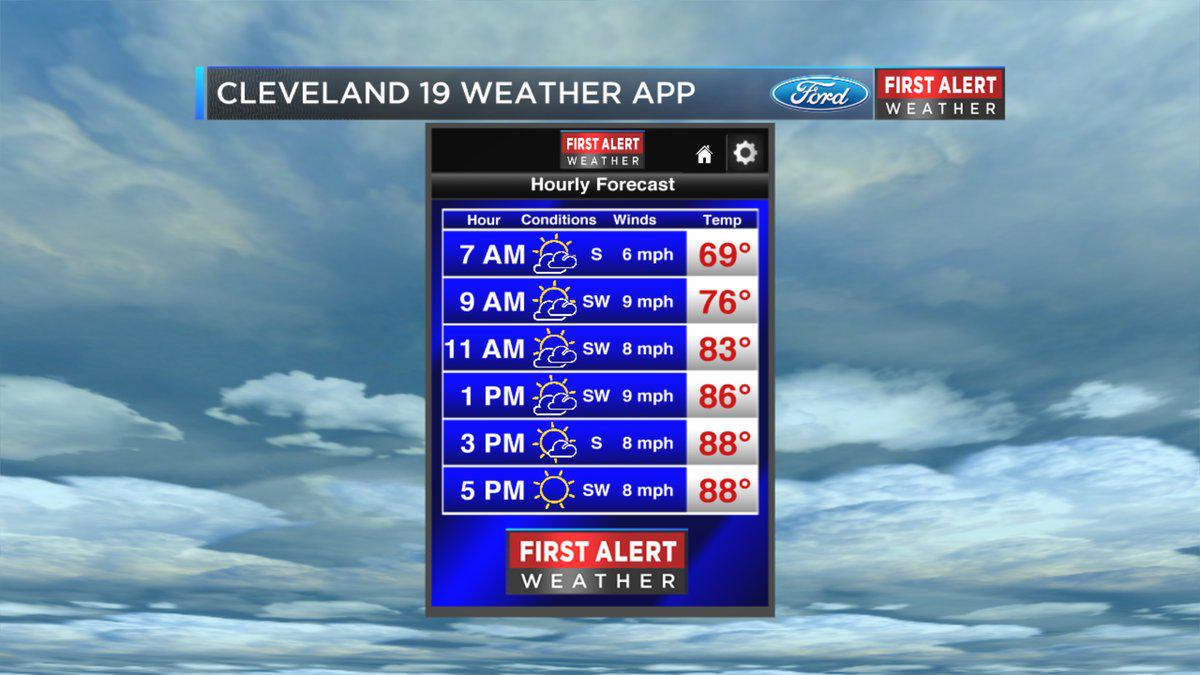 CLEVELAND 19 WEATHER APP
Ford
FIRST ALERT
WEATHER
FIRST ALERT
WEATHER
Hourly Forecast
Hour Conditions Winds Temp
7 AM S 6 mph 69°
9 AM SW 9 mph 76°
11 AM SW 8 mph 83°
1 PM SW 9 mph 86°
3 PM S 8 mph 88°
5 PM SW 8 mph 88°
FIRST ALERT
WEATHER